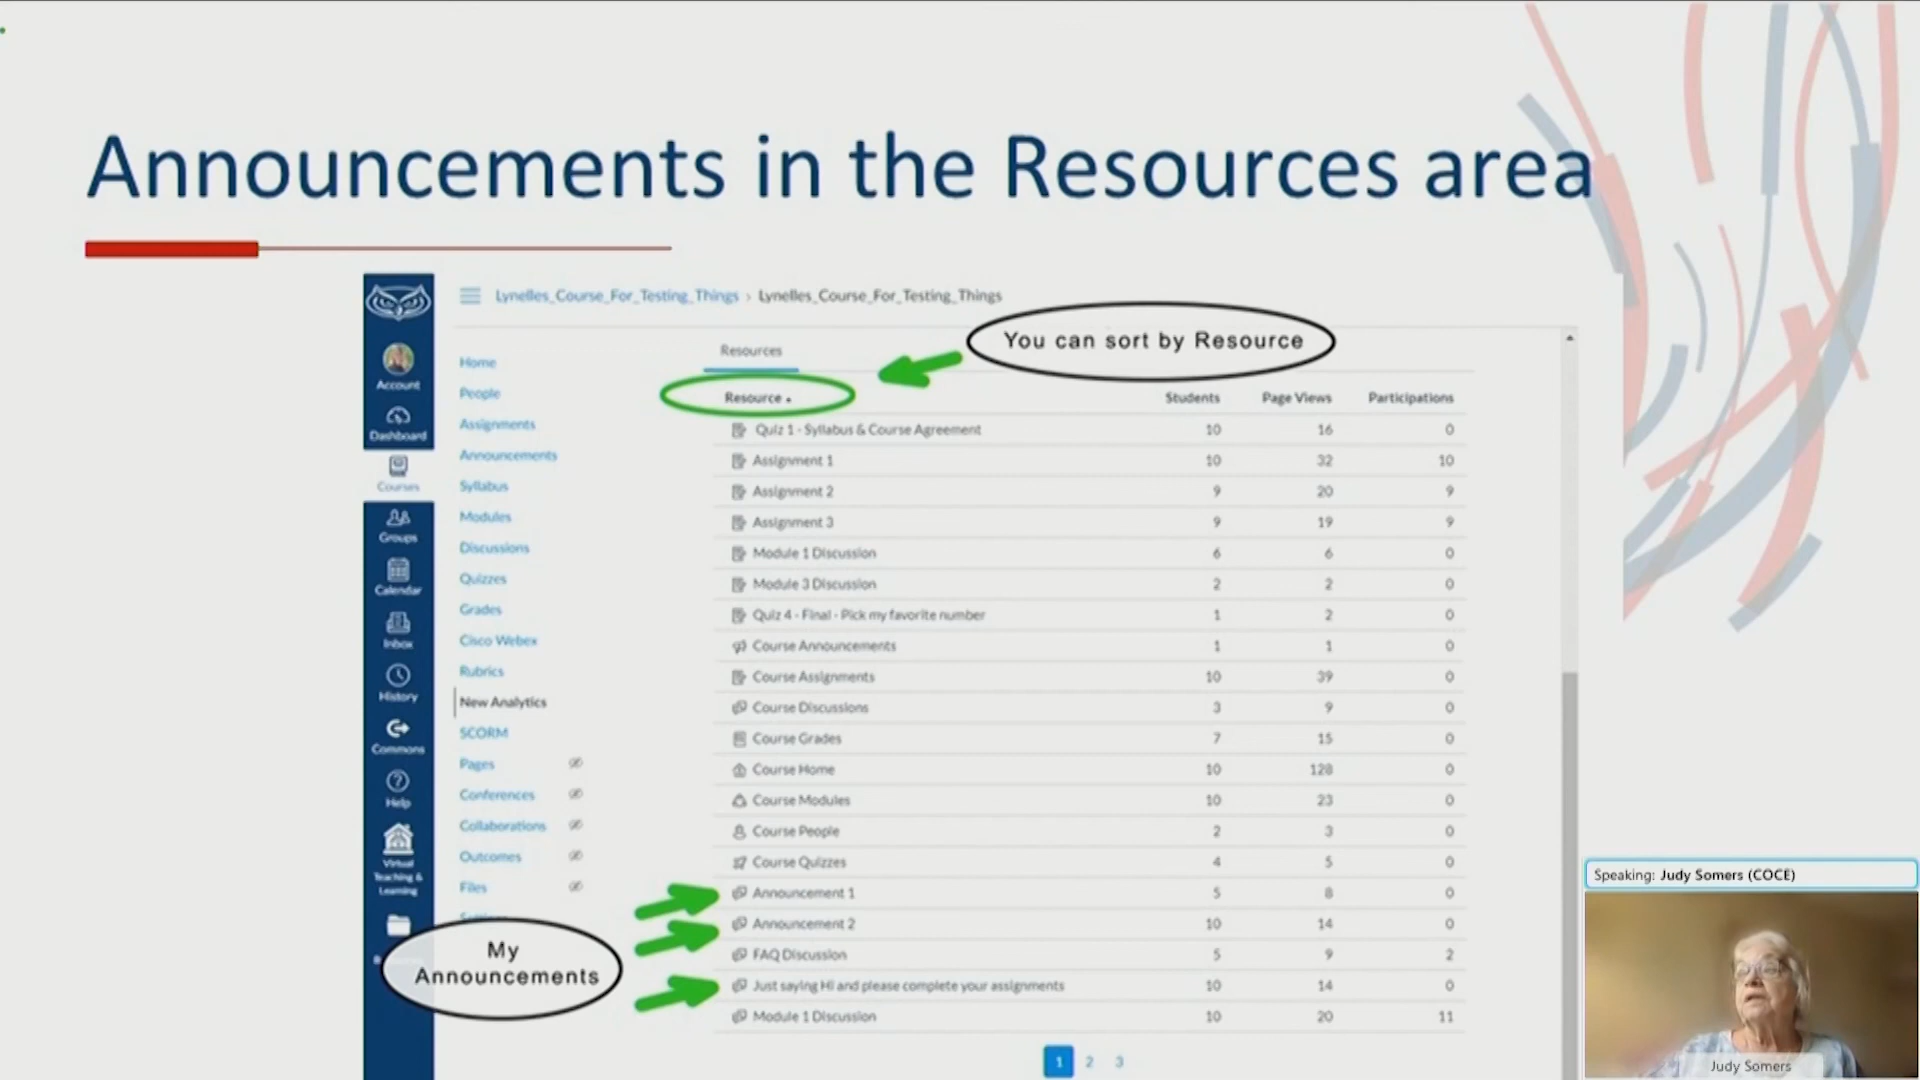 Announcements in the Resources area
Lynelles_Course_For_Testing_Things › Lynelles_Course_For_Testing_Things
You can sort by Resource
Account
Dashboard
Courses
Groups
Calendar
Inbox
History
Commons
Help
Virtual
Teaching &
Learning
Home
People
Assignments
Announcements
Syllabus
Modules
Discussions
Quizzes
Grades
Cisco Webex
Rubrics
New Analytics
SCORM
Pages
Conferences
Collaborations
Outcomes
Files
My
Announcements
Resources
Resource Students Page Views Participations
Quiz 1 - Syllabus & Course Agreement 10 16 0
Assignment 1 10 32 10
Assignment 2 9 20 9
Assignment 3 9 19 9
Module 1 Discussion 6 6 0
Module 3 Discussion 2 2 0
Quiz 4 - Final - Pick my favorite number 1 2 0
Course Announcements 1 1 0
Course Assignments 10 39 0
Course Discussions 3 9 0
Course Grades 7 15 0
Course Home 10 128 0
Course Modules 10 23 0
Course People 2 3 0
Course Quizzes 4 5 0
Announcement 1 5 8 0
Announcement 2 10 14 0
FAQ Discussion 5 9 2
Just saying Hi and please complete your assignments 10 14 0
Module 1 Discussion 10 20 11
1 2 3
Speaking: Judy Somers (COCE)
Judy Somers